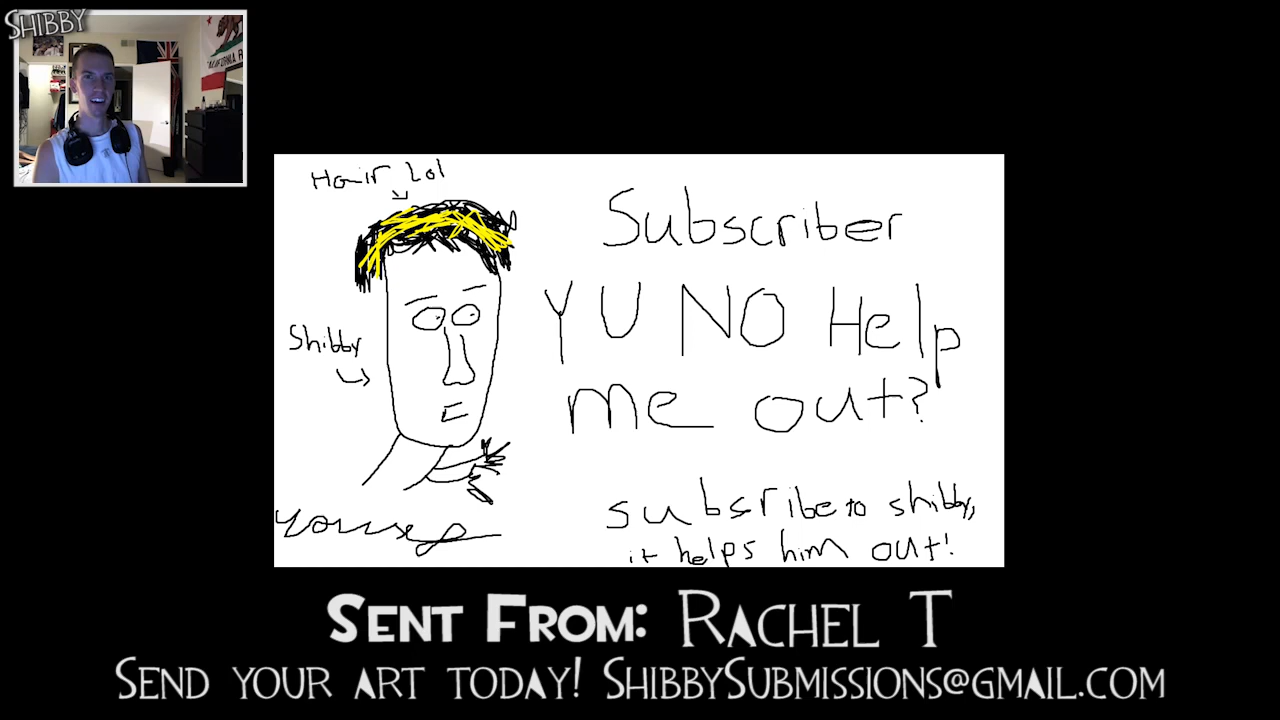 SHIBBY
CALIFORNIA R
Hair Lol
Subscriber
Y U NO Help
me out?
Shibby
subscribe to shibby,
it helps him out!
SENT FROM: RACHEL T
SEND YOUR ART TODAY! SHIBBYSUBMISSIONS@GMAIL.COM